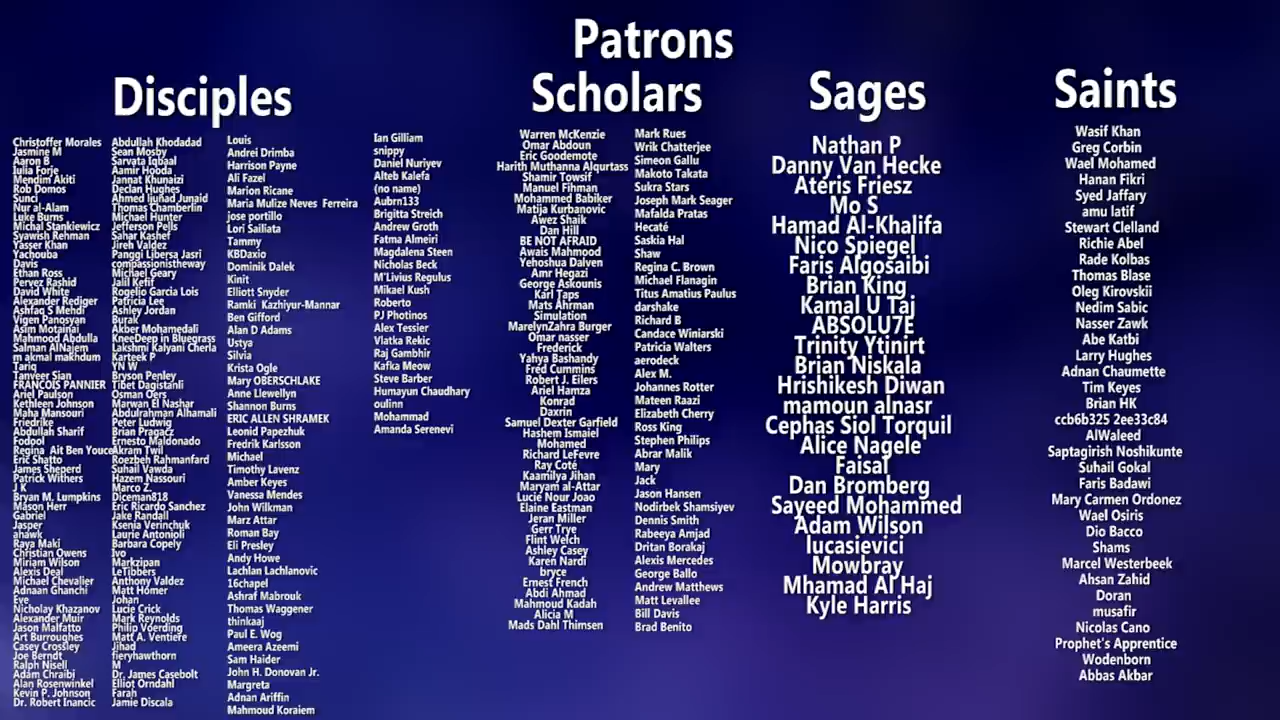 Patrons
Disciples
Christoffer Morales
Jasmine M
Aaron B
Julia Forje
Mendim Akiti
Rob Domos
Sunci
Nur al-Alam
Luke Burns
Michal Stankiewicz
Syawish Rehman
Yasser Khan
Yachouba
Davis
Ethan Ross
Pervez Rashid
David White
Alexander Rediger
Ashfaq S Mehdi
Vigen Panosyan
Asim Motainai
Mahmood Abdulla
Salman AlNajem
m akmal makhdum
Tariq
Tanveer Sian
FRANCOIS PANNIER
Ariel Paulson
Kethleen Johnson
Maha Mansouri
Friedrike
Abdullah Sharif
Fodool
Regina Ait Ben Youce
Eric Shatto
James Sheperd
Patrick Withers
J K
Bryan M. Lumpkins
Mason Herr
Gabriel
Jasper
ahawk
Raya Maki
Christian Owens
Miriam Wilson
Alexis Deal
Michael Chevalier
Adnaan Ghanchi
Eve
Nicholay Khazanov
Alexander Muir
Jason Malfatto
Art Burroughes
Casey Crossley
Joe Berndt
Ralph Nisell
Adam Chraibi
Alan Rosenwinkel
Kevin P. Johnson
Dr. Robert Inancic
Abdullah Khodadad
Sean Mosby
Sarvata Iqbaal
Aamir Hooda
Jannat Khunaizi
Declan Hughes
Ahmed Ijunad Junaid
Thomas Chamberlin
Michael Hunter
Jefferson Pells
Sahar Kashef
Jireh Valdez
Panggi Libersa Jasri
compassionistheway
Michael Geary
Jalil Kefif
Rogelio Garcia Lois
Patricia Lee
Ashley Jordan
Burak
Akber Mohamedali
KneeDeep in Bluegrass
Lakshmi Kalyani Cherla
Karteek P
YN W
Bryson Penley
Tibet Dagistanli
Osman Oers
Marwan El Nashar
Abdulrahman Alhamali
Peter Ludwig
Brian Pragacz
Ernesto Maldonado
Akram Twil
Roezbeh Rahmanfard
Suhail Vawda
Hazem Nassouri
Marco Z.
Diceman818
Eric Ricardo Sanchez
Jake Randall
Ksenia Verinchuk
Laurie Antonioli
Barbara Copely
Ivo
Markzipan
LeTibbers
Anthony Valdez
Matt Homer
Johan
Lucie Crick
Mark Reynolds
Philip Voerding
Matt A. Ventiere
Jihad
fieryhawthorn
M
Dr. James Casebolt
Elliot Orndahl
Farah
Jamie Discala
Louis
Andrei Drimba
Harrison Payne
Ali Fazel
Marion Ricane
Maria Mulize Neves Ferreira
jose portillo
Lori Sailiata
Tammy
KBDaxio
Dominik Dalek
Kinit
Elliott Snyder
Ramki Kazhiyur-Mannar
Ben Gifford
Alan D Adams
Ustya
Silvia
Krista Ogle
Mary OBERSCHLAKE
Anne Llewellyn
Shannon Burns
ERIC ALLEN SHRAMEK
Leonid Papezhuk
Fredrik Karlsson
Michael
Timothy Lavenz
Amber Keyes
Vanessa Mendes
John Wilkman
Marz Attar
Roman Bay
Eli Presley
Andy Howe
Lachlan Lachlanovic
16chapel
Ashraf Mabrouk
Thomas Waggener
thinkaaj
Paul E. Wog
Ameera Azeemi
Sam Haider
John H. Donovan Jr.
Margreta
Adnan Ariffin
Mahmoud Koraiem
Ian Gilliam
snippy
Daniel Nuriyev
Alteb Kalefa
(no name)
Aubrn133
Brigitta Streich
Andrew Groth
Fatma Almeiri
Magdalena Steen
Nicholas Beck
M'Livius Regulus
Mikael Kush
Roberto
PJ Photinos
Alex Tessier
Vlatka Rekic
Raj Gambhir
Kafka Meow
Steve Barber
Humayun Chaudhary
oulinn
Mohammad
Amanda Serenevi
Scholars
Warren McKenzie
Omar Abdoun
Eric Goodemote
Harith Muthanna Alqurtass
Shamir Towsif
Manuel Fihman
Mohammed Babiker
Matija Kurbanovic
Awez Shaik
Dan Hill
BE NOT AFRAID
Awais Mahmood
Yehoshua Dalven
Amr Hegazi
George Askounis
Karl Taps
Mats Ahrman
Simulation
MarelynZahra Burger
Omar nasser
Frederick
Yahya Bashandy
Fred Cummins
Robert J. Eilers
Ariel Hamza
Konrad
Daxrin
Samuel Dexter Garfield
Hashem Ismaiel
Mohamed
Richard LeFevre
Ray Cote
Kaamilya Jihan
Maryam al-Attar
Lucie Nour Joao
Elaine Eastman
Jeran Miller
Gerr Trye
Flint Welch
Ashley Casey
Karen Nardi
bryce
Ernest French
Abdi Ahmad
Mahmoud Kadah
Alicia M
Mads Dahl Thimsen
Mark Rues
Wrik Chatterjee
Simeon Gallu
Makoto Takata
Sukra Stars
Joseph Mark Seager
Mafalda Pratas
Hecaté
Saskia Hal
Shaw
Regina C. Brown
Michael Flanagin
Titus Amatius Paulus
darshake
Richard B
Candace Winiarski
Patricia Walters
aerodeck
Alex M.
Johannes Rotter
Mateen Raazi
Elizabeth Cherry
Ross King
Stephen Philips
Abrar Malik
Mary
Jack
Jason Hansen
Nodirbek Shamsiyev
Dennis Smith
Rabeeya Amjad
Dritan Borakaj
Alexis Mercedes
George Ballo
Andrew Matthews
Matt Levallee
Bill Davis
Brad Benito
Sages
Nathan P
Danny Van Hecke
Ateris Friesz
Mo S
Hamad Al-Khalifa
Nico Spiegel
Faris Algosaibi
Brian King
Kamal U Taj
ABSOLU7E
Trinity Ytinirt
Brian Niskala
Hrishikesh Diwan
mamoun alnasr
Cephas Siol Torquil
Alice Nagele
Faisal
Dan Bromberg
Sayeed Mohammed
Adam Wilson
lucasievici
Mowbray
Mhamad Al Haj
Kyle Harris
Saints
Wasif Khan
Greg Corbin
Wael Mohamed
Hanan Fikri
Syed Jaffary
amu latif
Stewart Clelland
Richie Abel
Rade Kolbas
Thomas Blase
Oleg Kirovskii
Nedim Sabic
Nasser Zawk
Abe Katbi
Larry Hughes
Adnan Chaumette
Tim Keyes
Brian HK
ccb6b325 2ee33c84
AlWaleed
Saptagirish Noshikunte
Suhail Gokal
Faris Badawi
Mary Carmen Ordonez
Wael Osiris
Dio Bacco
Shams
Marcel Westerbeek
Ahsan Zahid
Doran
musafir
Nicolas Cano
Prophet's Apprentice
Wodenborn
Abbas Akbar